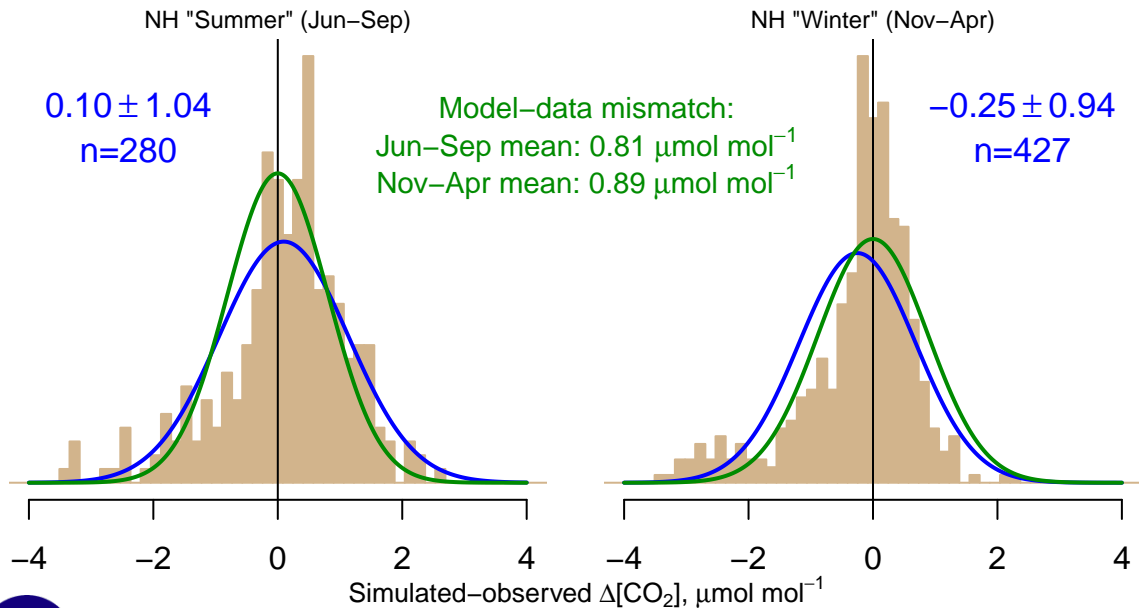 NH "Summer" (Jun−Sep)
NH "Winter" (Nov−Apr)
0.10 ± 1.04
n=280
Model−data mismatch:
Jun−Sep mean: 0.81 μmol mol⁻¹
Nov−Apr mean: 0.89 μmol mol⁻¹
−0.25 ± 0.94
n=427
−4 −2 0 2 4
−4 −2 0 2 4
Simulated−observed Δ[CO₂], μmol mol⁻¹